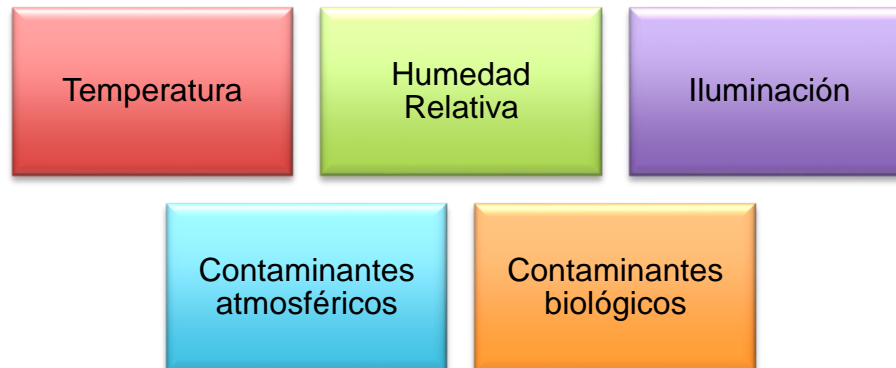 Temperatura
Humedad
Relativa
Iluminación
Contaminantes
atmosféricos
Contaminantes
biológicos